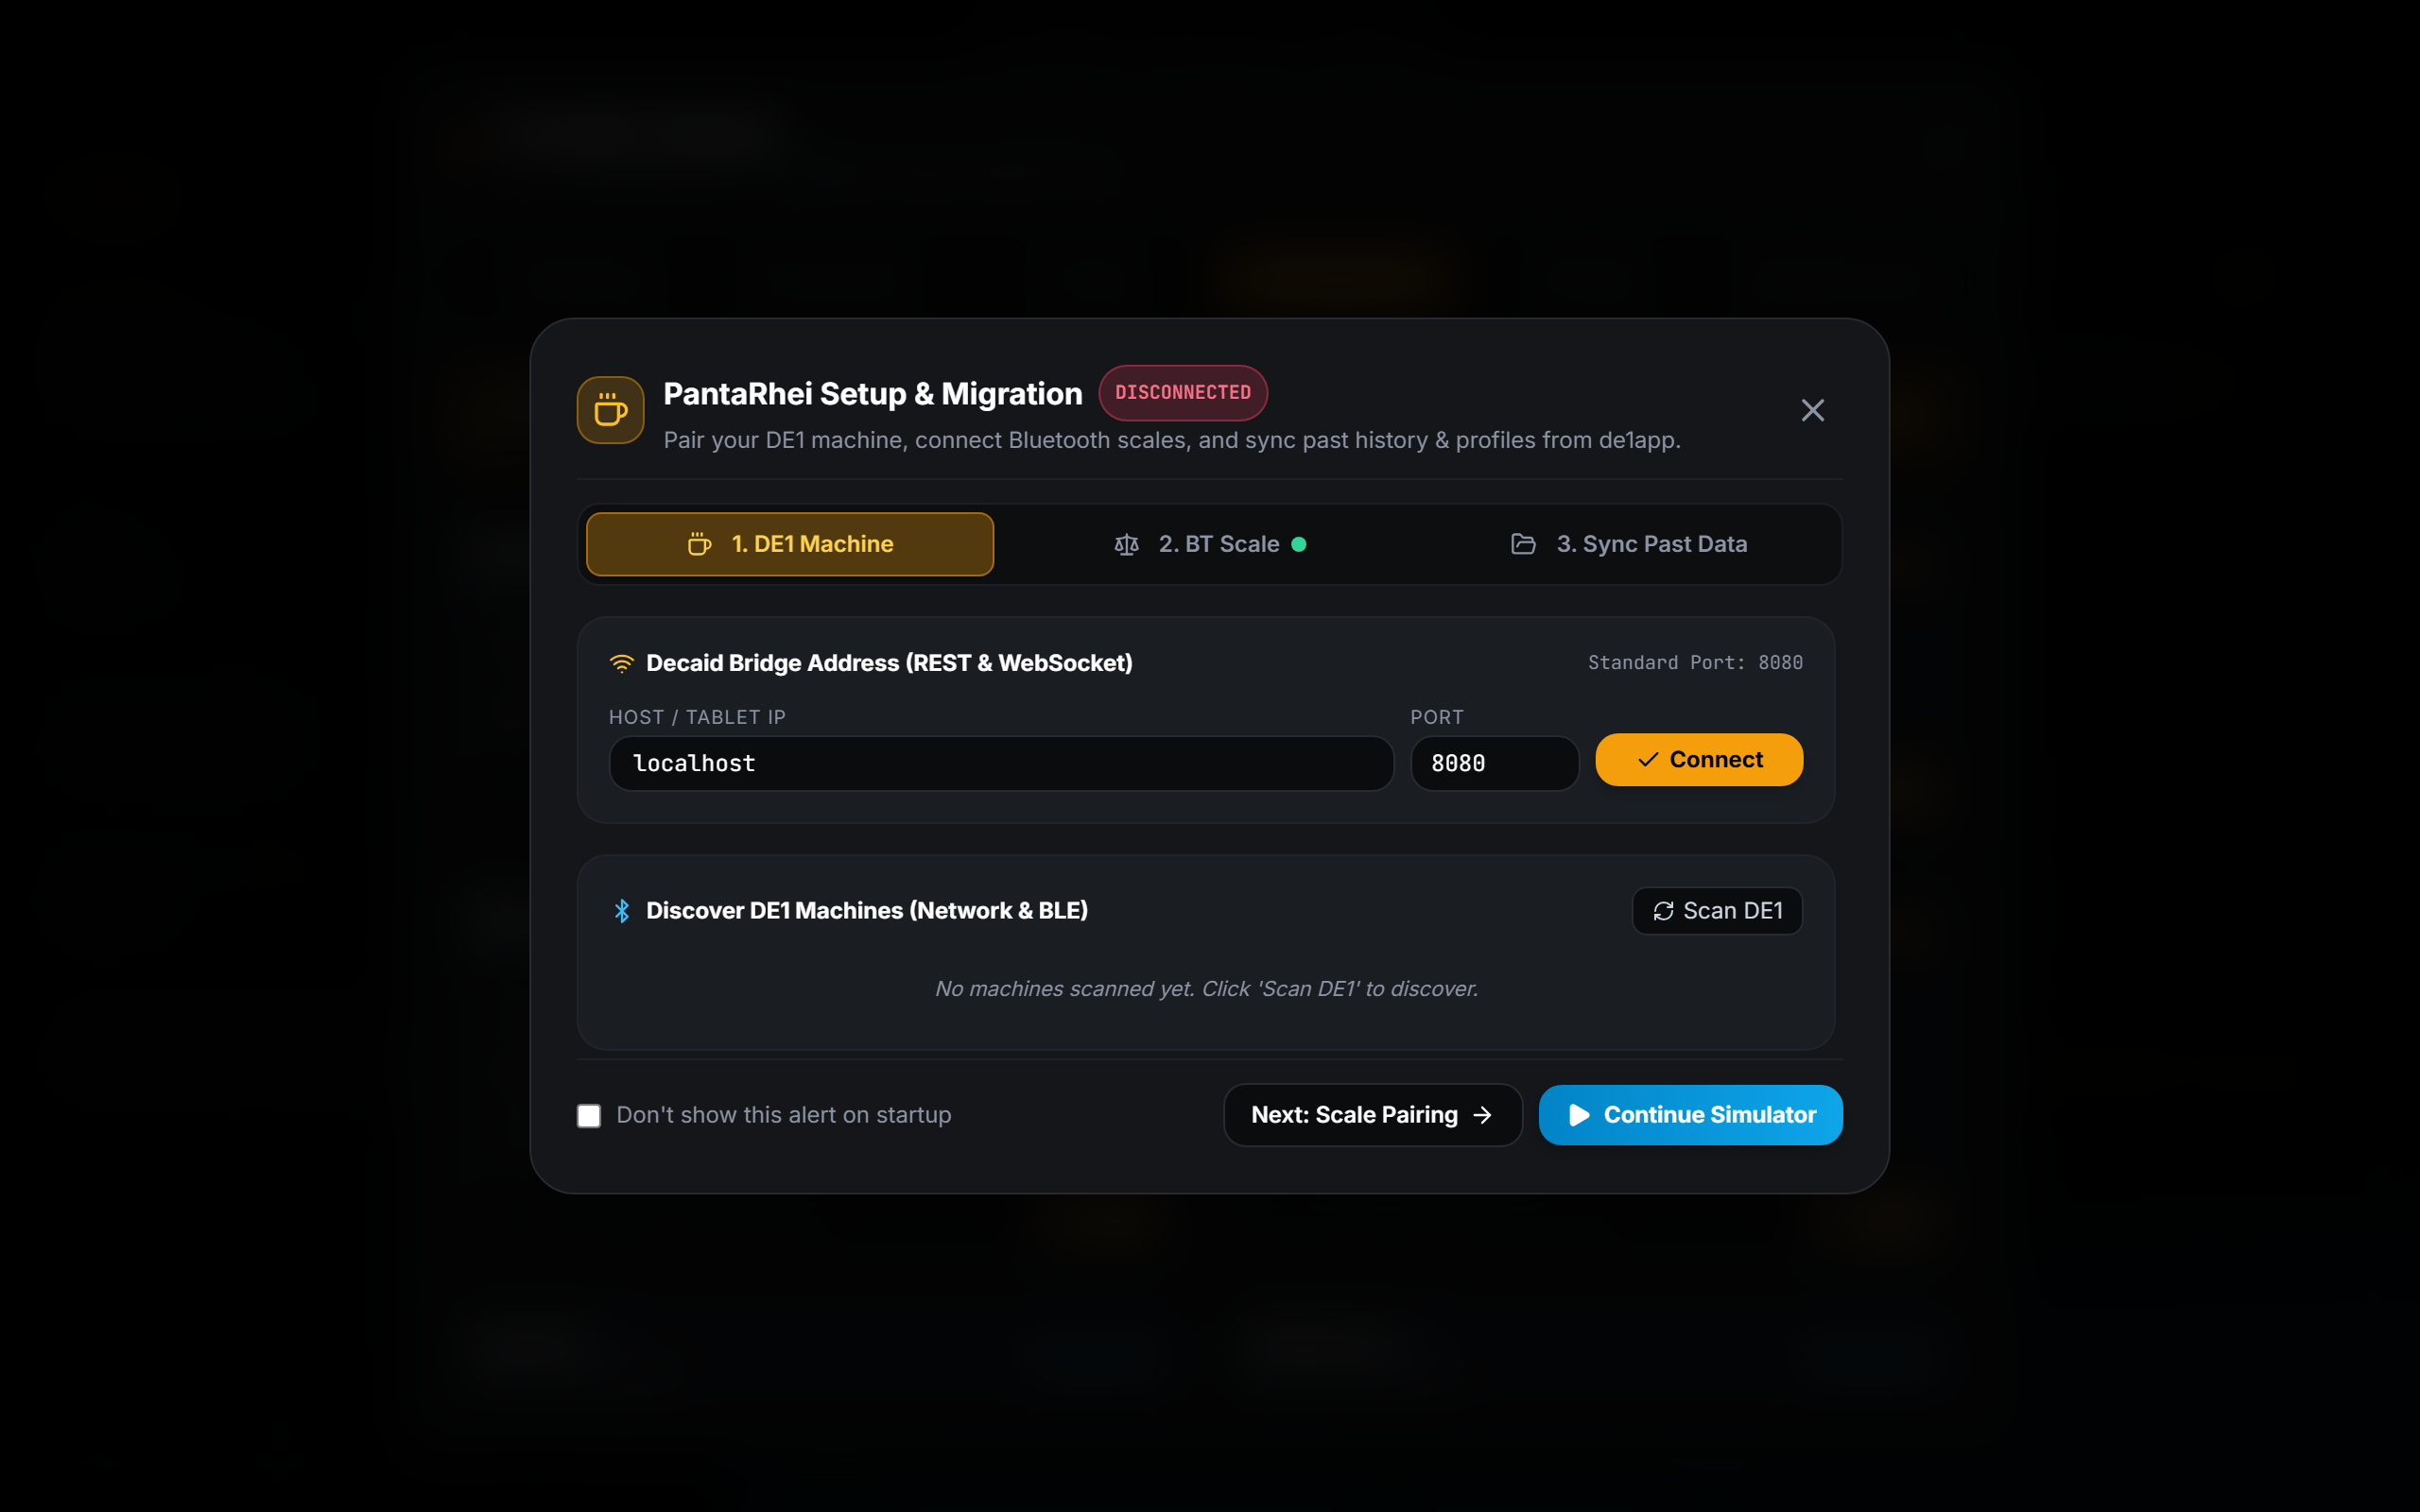 PantaRhei Setup & Migration DISCONNECTED
Pair your DE1 machine, connect Bluetooth scales, and sync past history & profiles from de1app.
1. DE1 Machine 2. BT Scale 3. Sync Past Data
Decaid Bridge Address (REST & WebSocket) Standard Port: 8080
HOST / TABLET IP PORT
localhost 8080 Connect
Discover DE1 Machines (Network & BLE) Scan DE1
No machines scanned yet. Click 'Scan DE1' to discover.
Don't show this alert on startup Next: Scale Pairing → Continue Simulator